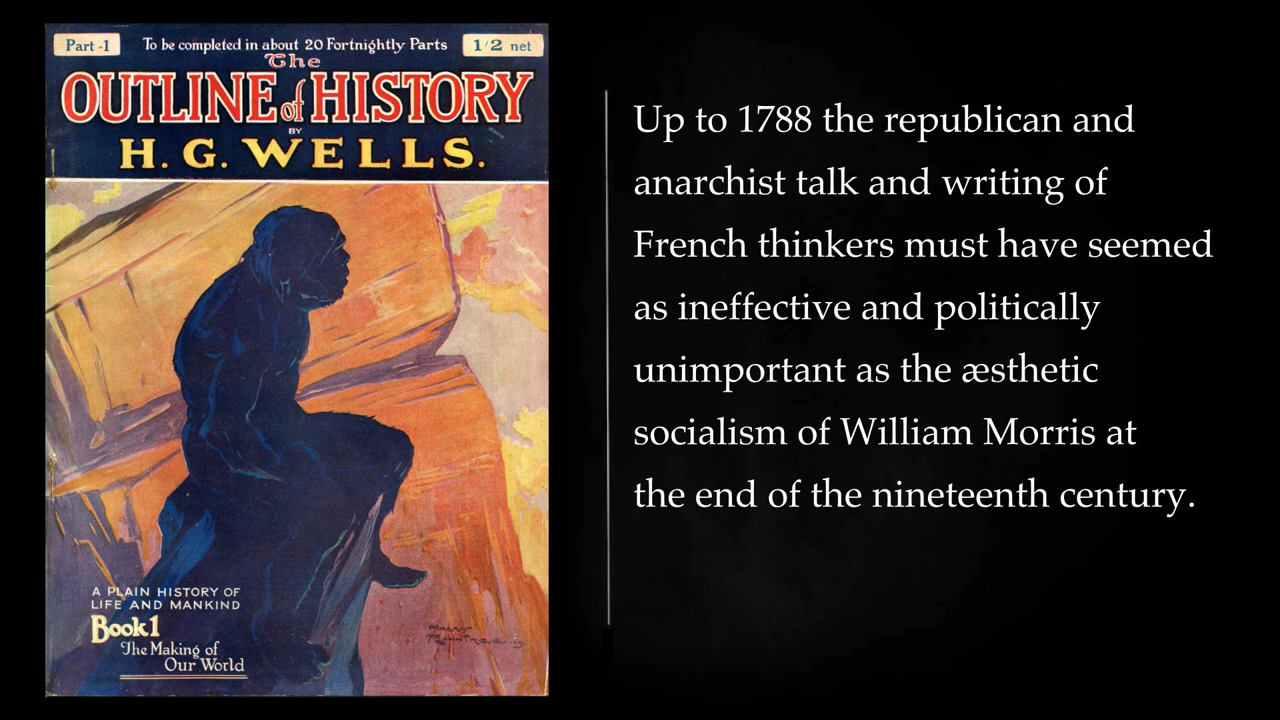 Part -1
To be completed in about 20 Fortnightly Parts
1/2 net
The
OUTLINE of HISTORY
BY
H. G. WELLS.
A PLAIN HISTORY OF
LIFE AND MANKIND
Book 1
The Making of
Our World
Up to 1788 the republican and
anarchist talk and writing of
French thinkers must have seemed
as ineffective and politically
unimportant as the æsthetic
socialism of William Morris at
the end of the nineteenth century.